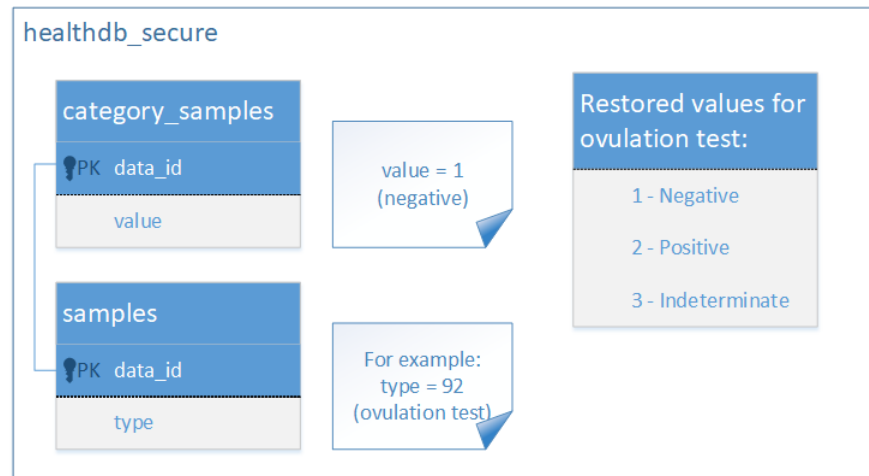 healthdb_secure
category_samples
PK data_id
value
value = 1
(negative)
samples
PK data_id
type
For example:
type = 92
(ovulation test)
Restored values for
ovulation test:
1 - Negative
2 - Positive
3 - Indeterminate